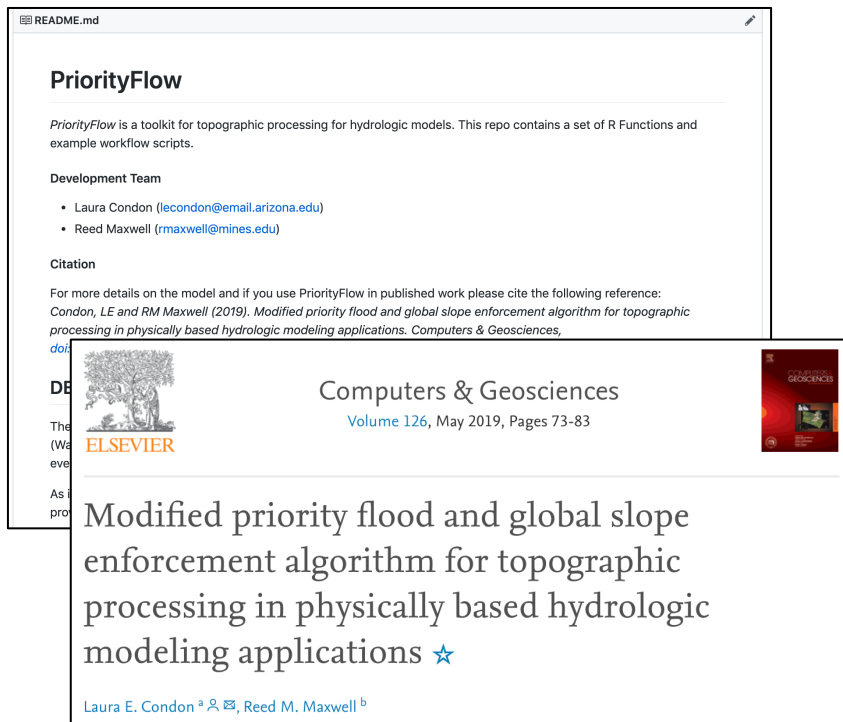 README.md
PriorityFlow
PriorityFlow is a toolkit for topographic processing for hydrologic models. This repo contains a set of R Functions and
example workflow scripts.
Development Team
• Laura Condon (lecondon@email.arizona.edu)
• Reed Maxwell (rmaxwell@mines.edu)
Citation
For more details on the model and if you use PriorityFlow in published work please cite the following reference:
Condon, LE and RM Maxwell (2019). Modified priority flood and global slope enforcement algorithm for topographic
processing in physically based hydrologic modeling applications. Computers & Geosciences,
doi:
DE
The
(Wa
eve
As i
pro
ELSEVIER
Computers & Geosciences
Volume 126, May 2019, Pages 73-83
COMPUTERS
GEOSCIENCES
Modified priority flood and global slope
enforcement algorithm for topographic
processing in physically based hydrologic
modeling applications ☆
Laura E. Condon a, Reed M. Maxwell b